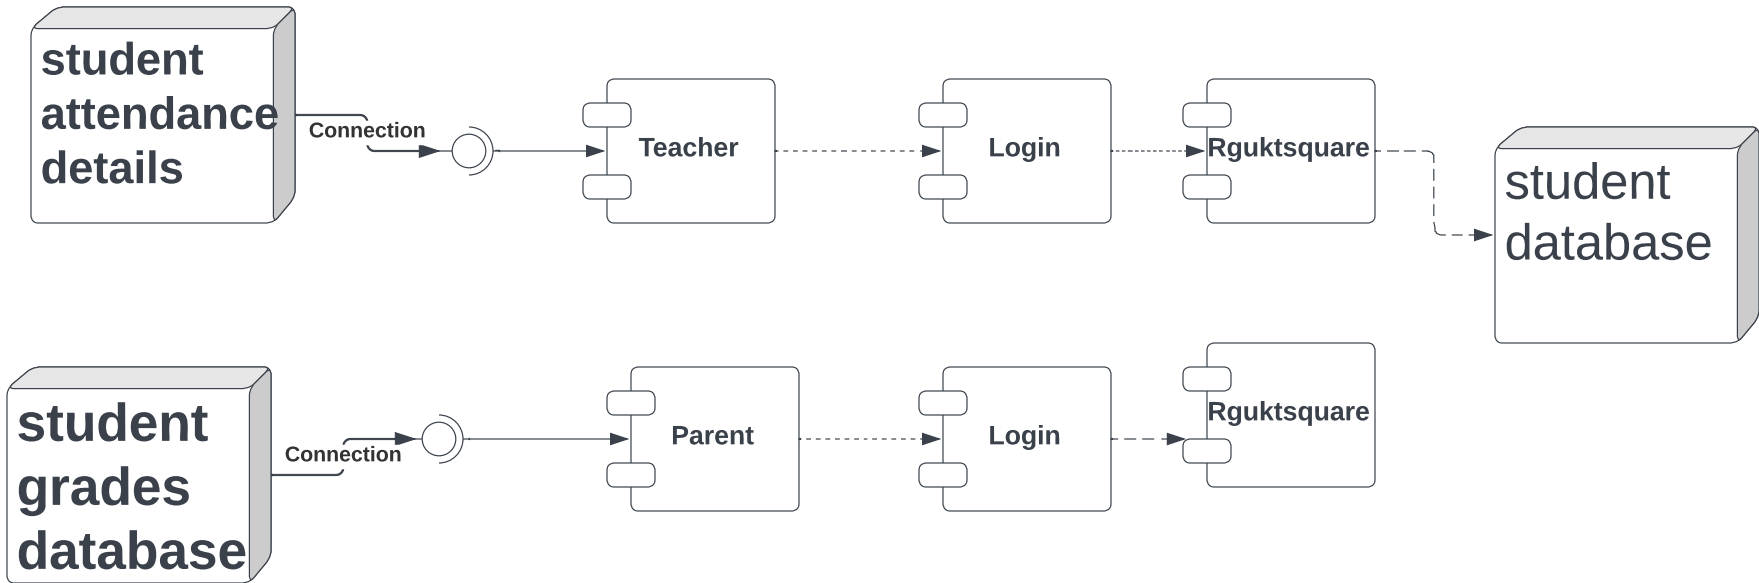 student
attendance
details
Connection
Teacher
Login
Rguktsquare
student
database
student
grades
database
Connection
Parent
Login
Rguktsquare